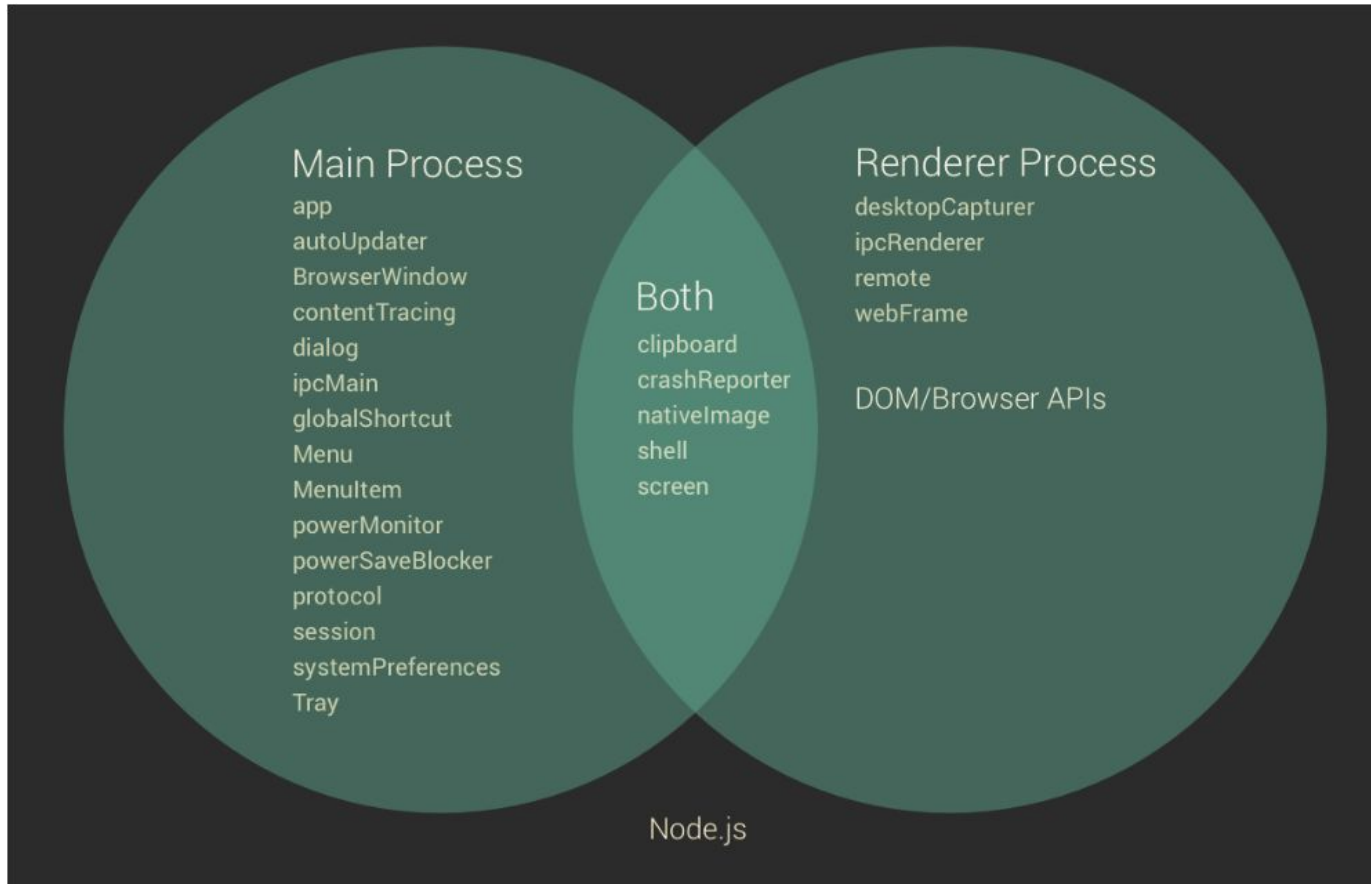 Main Process
app
autoUpdater
BrowserWindow
contentTracing
dialog
ipcMain
globalShortcut
Menu
MenuItem
powerMonitor
powerSaveBlocker
protocol
session
systemPreferences
Tray
Both
clipboard
crashReporter
nativeImage
shell
screen
Renderer Process
desktopCapturer
ipcRenderer
remote
webFrame
DOM/Browser APIs
Node.js